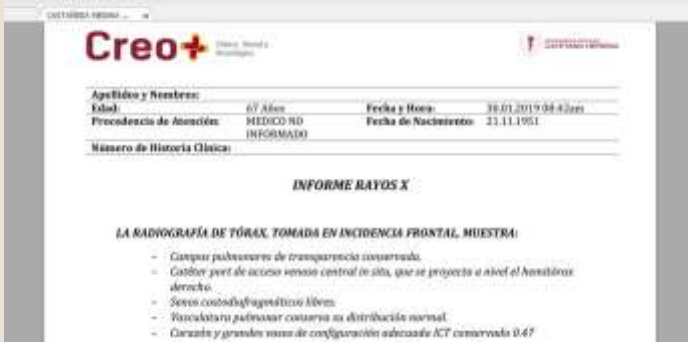 Creo+
Apellidos y Nombres:
Edad: 67 Años Fecha y Hora: 30.01.2019 08:42am
Procedencia de Atención: MEDICO NO INFORMADO Fecha de Nacimiento: 21.11.1951
Número de Historia Clínica:
INFORME RAYOS X
LA RADIOGRAFÍA DE TÓRAX, TOMADA EN INCIDENCIA FRONTAL, MUESTRA:
- Campos pulmonares de transparencia conservada.
- Catéter port de acceso venoso central in situ, que se proyecta a nivel el hemitórax
derecho.
- Senos costodiafragmáticos libres.
- Vasculatura pulmonar conserva su distribución normal.
- Corazón y grandes vasos de configuración adecuada ICT conservado 0.47